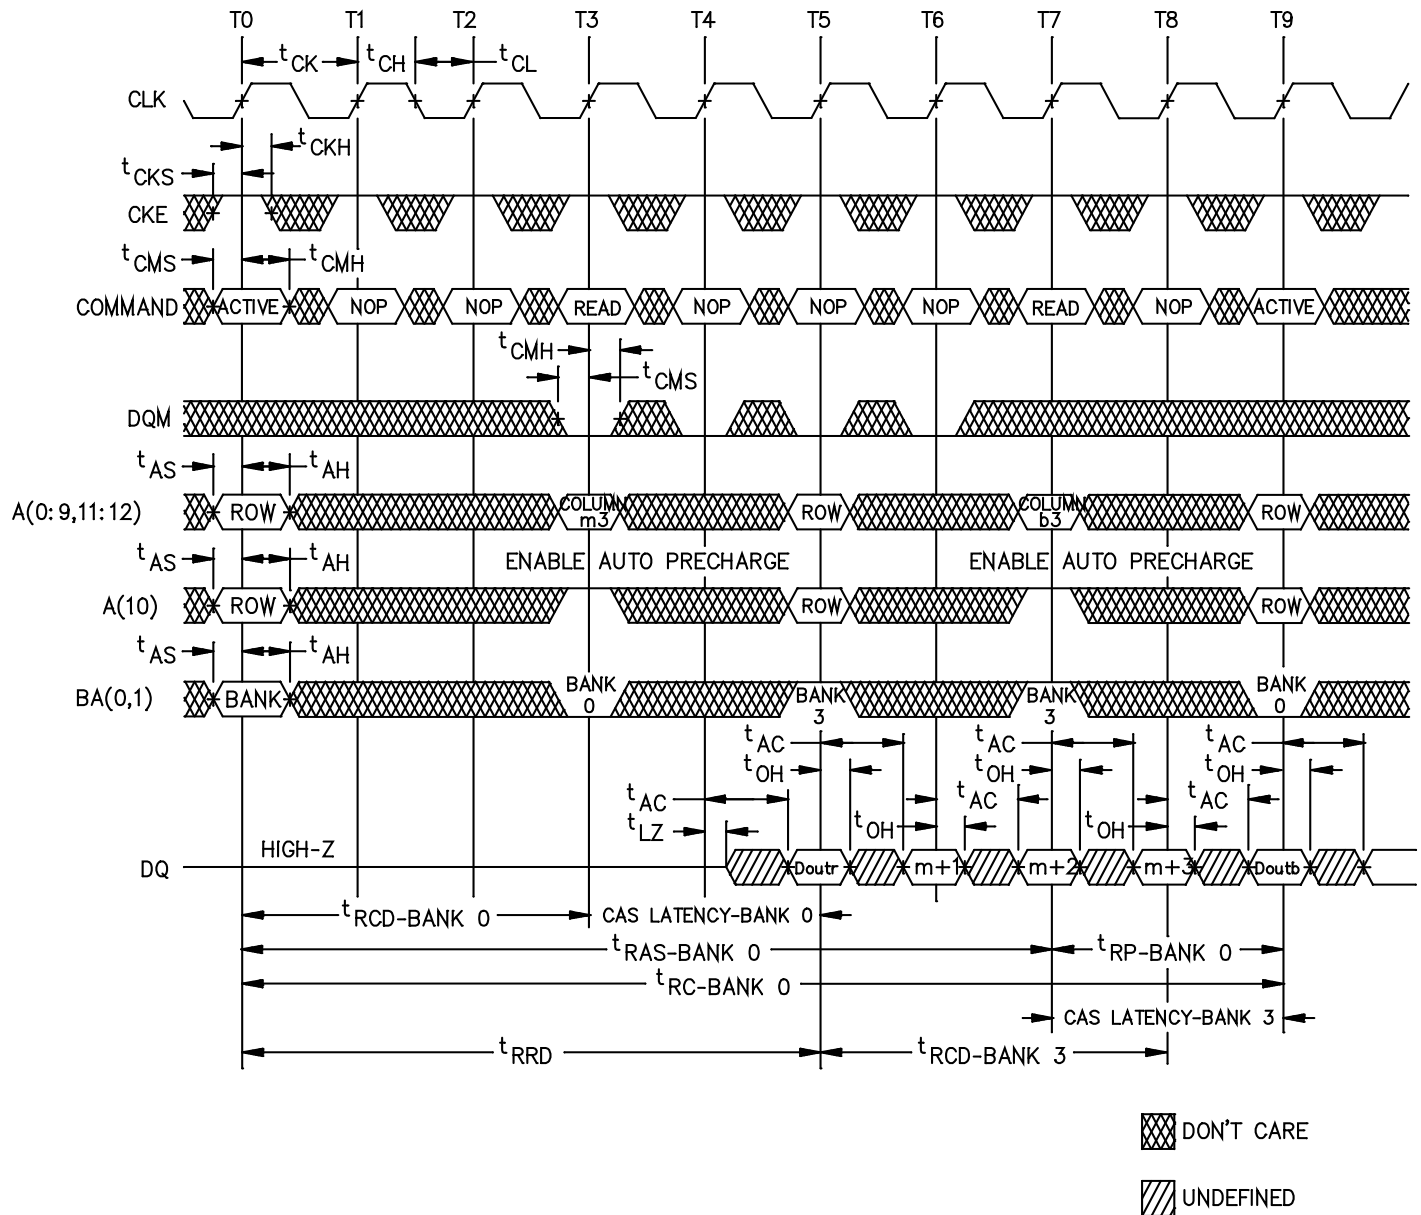 T0 T1 T2 T3 T4 T5 T6 T7 T8 T9
tCK tCH tCL
CLK
tCKH
tCKS
CKE
tCMS tCMH
COMMAND ACTIVE NOP NOP READ NOP NOP NOP READ NOP ACTIVE
tCMH
tCMS
DQM
tAS tAH
A(0:9,11:12) ROW COLUMN m3 ROW COLUMN b3 ROW
tAS tAH ENABLE AUTO PRECHARGE ENABLE AUTO PRECHARGE
A(10) ROW ROW ROW
tAS tAH
BA(0,1) BANK BANK 0 BANK 3 BANK 3 BANK 0
tAC tAC tAC
tOH tOH tOH
tAC tAC tAC
tLZ tOH tOH
DQ HIGH-Z Doutr m+1 m+2 m+3 Doutb
tRCD-BANK 0 CAS LATENCY-BANK 0
tRAS-BANK 0 tRP-BANK 0
tRC-BANK 0
CAS LATENCY-BANK 3
tRRD tRCD-BANK 3
DON'T CARE
UNDEFINED